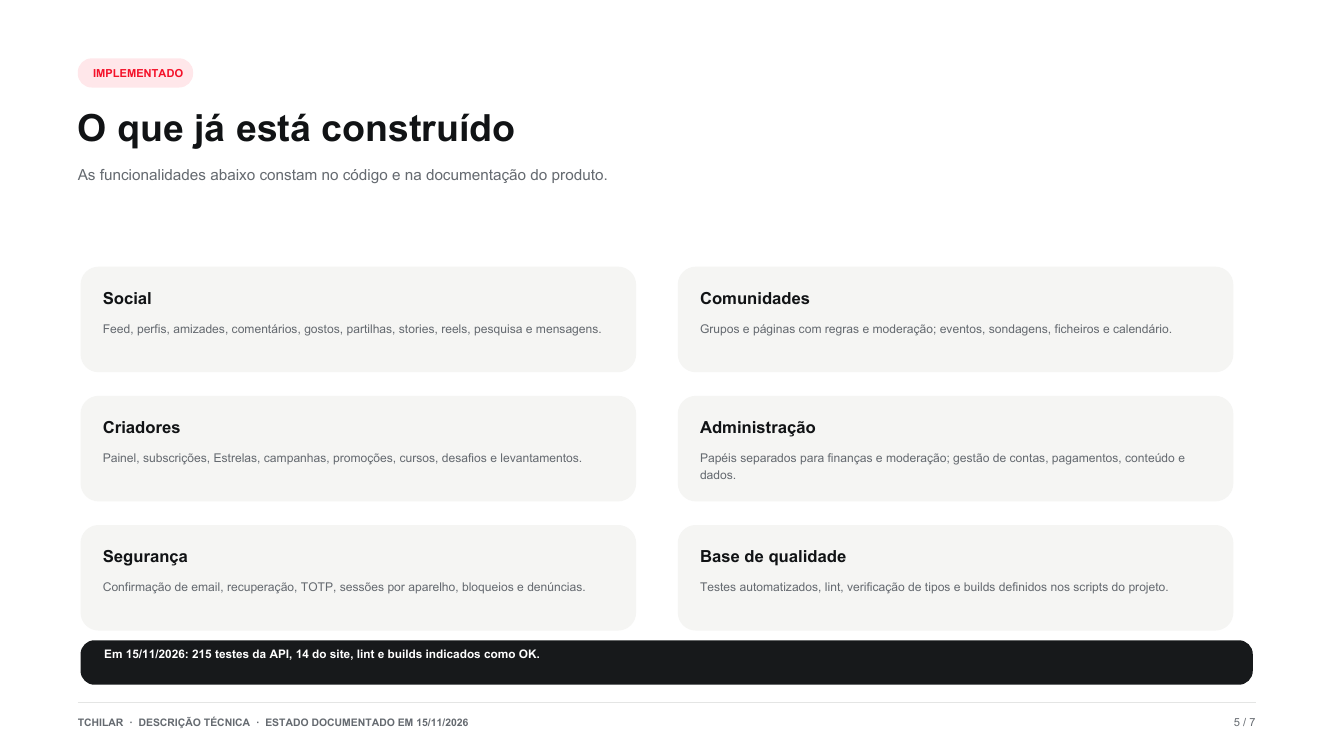 IMPLEMENTADO
O que já está construído
As funcionalidades abaixo constam no código e na documentação do produto.
Social
Feed, perfis, amizades, comentários, gostos, partilhas, stories, reels, pesquisa e mensagens.
Comunidades
Grupos e páginas com regras e moderação; eventos, sondagens, ficheiros e calendário.
Criadores
Painel, subscrições, Estrelas, campanhas, promoções, cursos, desafios e levantamentos.
Administração
Papéis separados para finanças e moderação; gestão de contas, pagamentos, conteúdo e
dados.
Segurança
Confirmação de email, recuperação, TOTP, sessões por aparelho, bloqueios e denúncias.
Base de qualidade
Testes automatizados, lint, verificação de tipos e builds definidos nos scripts do projeto.
Em 15/11/2026: 215 testes da API, 14 do site, lint e builds indicados como OK.
TCHILAR · DESCRIÇÃO TÉCNICA · ESTADO DOCUMENTADO EM 15/11/2026
5 / 7